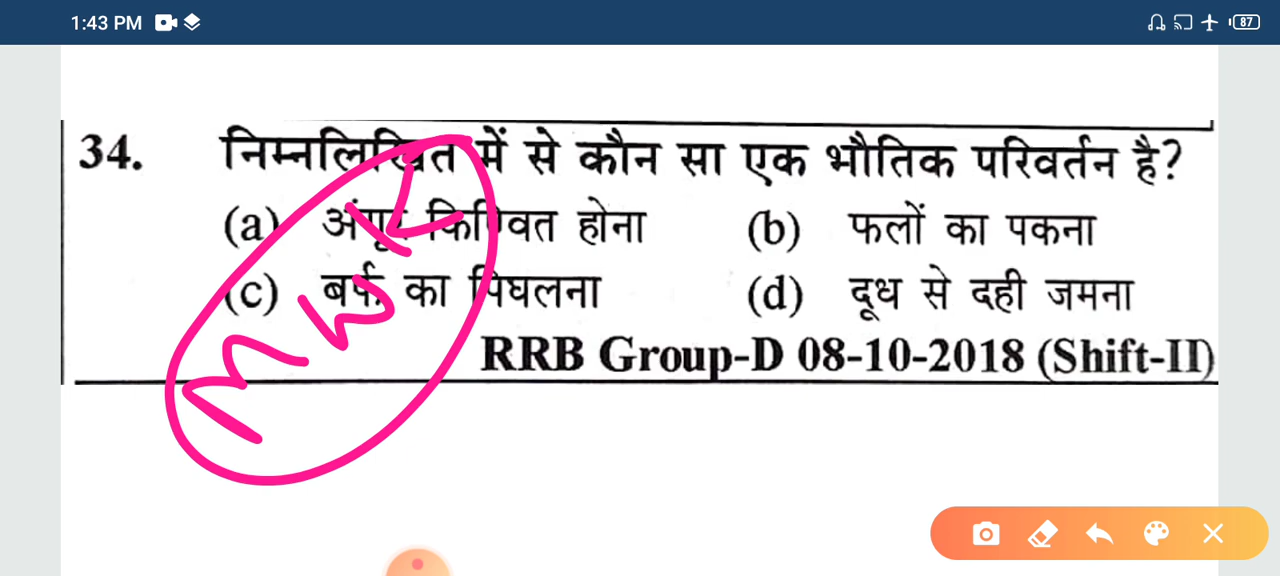 1:43 PM 87
34. निम्नलिखित में से कौन सा एक भौतिक परिवर्तन है?
(a) अंगूर किण्वित होना (b) फलों का पकना
(c) बर्फ का पिघलना (d) दूध से दही जमना
RRB Group-D 08-10-2018 (Shift-II)